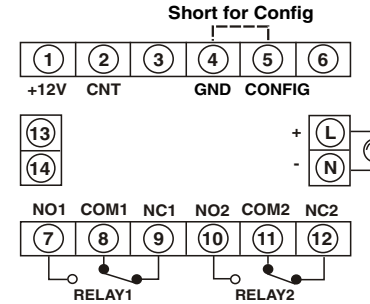 Short for Config
1 2 3 4 5 6
+12V CNT GND CONFIG
13 + L
14 - N
NO1 COM1 NC1 NO2 COM2 NC2
7 8 9 10 11 12
RELAY1 RELAY2